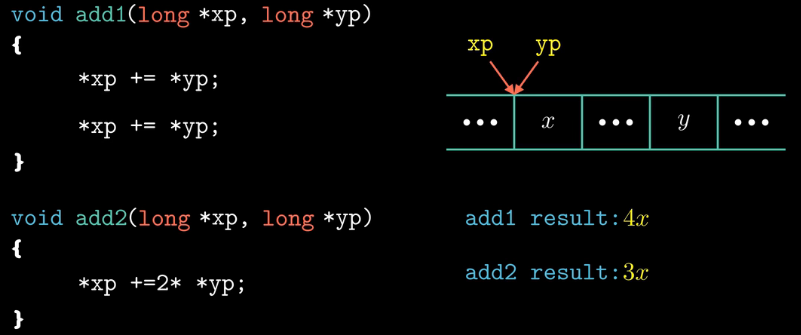 void add1(long *xp, long *yp)
{
*xp += *yp;
*xp += *yp;
}
xp yp
••• x ••• y •••
void add2(long *xp, long *yp)
{
*xp +=2* *yp;
}
add1 result:4x
add2 result:3x